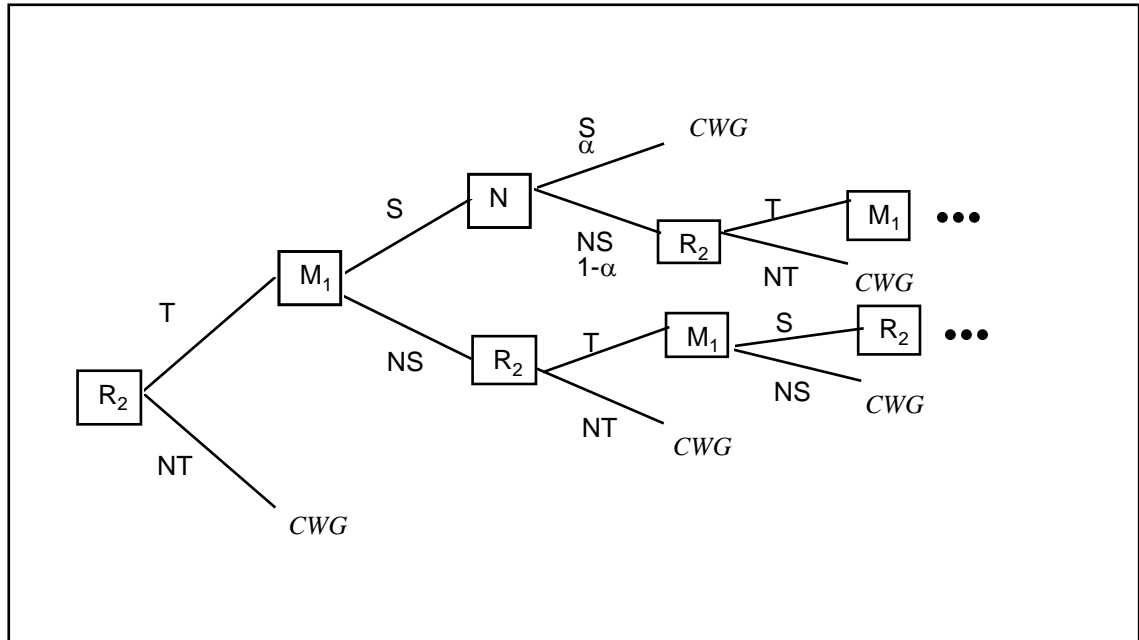 S
α
CWG
N
S
T
M₁
•••
R₂
NS
1-α
NT
CWG
M₁
T
S
R₂
•••
T
M₁
NS
R₂
NS
CWG
R₂
NT
CWG
NT
CWG